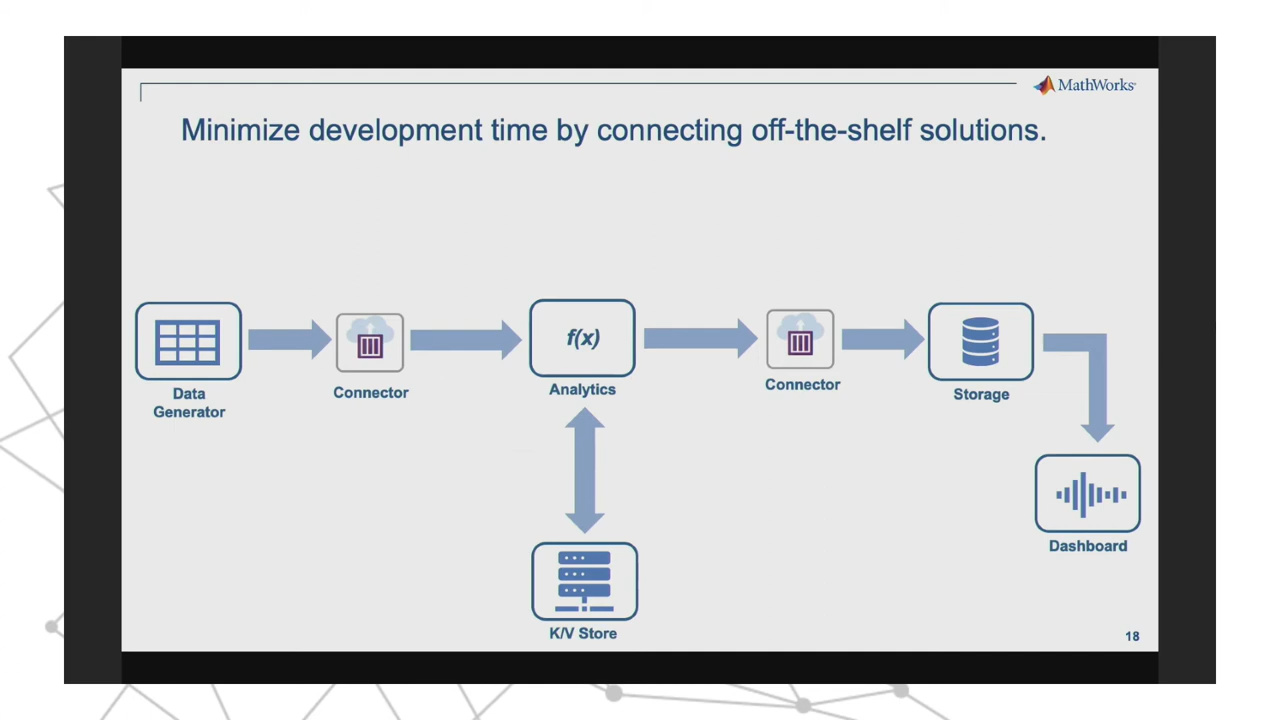 MathWorks
Minimize development time by connecting off-the-shelf solutions.
f(x)
Data
Generator
Connector
Analytics
Connector
Storage
Dashboard
K/V Store
18